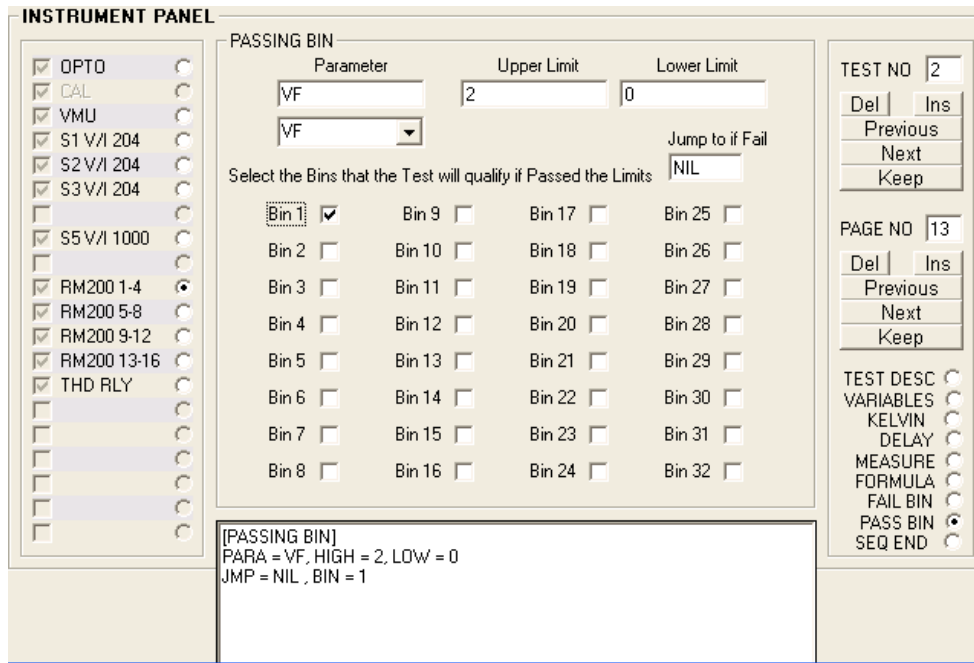 INSTRUMENT PANEL
OPTO
CAL
VMU
S1 V/I 204
S2 V/I 204
S3 V/I 204
S5 V/I 1000
RM200 1-4
RM200 5-8
RM200 9-12
RM200 13-16
THD RLY
PASSING BIN
Parameter Upper Limit Lower Limit
VF 2 0
VF
Jump to if Fail
NIL
Select the Bins that the Test will qualify if Passed the Limits
Bin 1 Bin 9 Bin 17 Bin 25
Bin 2 Bin 10 Bin 18 Bin 26
Bin 3 Bin 11 Bin 19 Bin 27
Bin 4 Bin 12 Bin 20 Bin 28
Bin 5 Bin 13 Bin 21 Bin 29
Bin 6 Bin 14 Bin 22 Bin 30
Bin 7 Bin 15 Bin 23 Bin 31
Bin 8 Bin 16 Bin 24 Bin 32
[PASSING BIN]
PARA = VF, HIGH = 2, LOW = 0
JMP = NIL , BIN = 1
TEST NO 2
Del Ins
Previous
Next
Keep
PAGE NO 13
Del Ins
Previous
Next
Keep
TEST DESC
VARIABLES
KELVIN
DELAY
MEASURE
FORMULA
FAIL BIN
PASS BIN
SEQ END